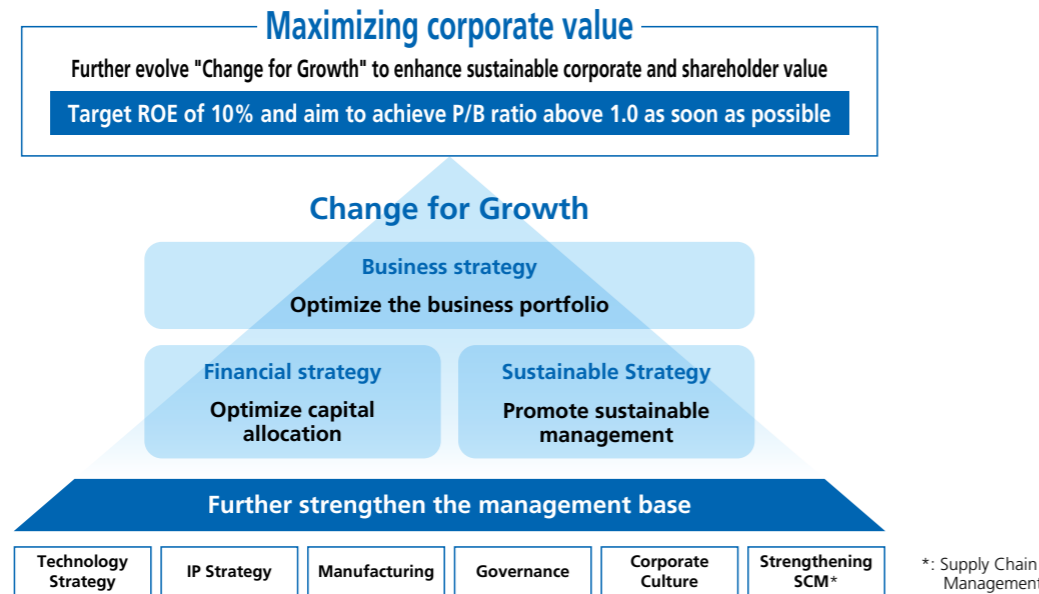 Maximizing corporate value
Further evolve "Change for Growth" to enhance sustainable corporate and shareholder value
Target ROE of 10% and aim to achieve P/B ratio above 1.0 as soon as possible
Change for Growth
Business strategy
Optimize the business portfolio
Financial strategy
Optimize capital
allocation
Sustainable Strategy
Promote sustainable
management
Further strengthen the management base
Technology
Strategy
IP Strategy
Manufacturing
Governance
Corporate
Culture
Strengthening
SCM*
*: Supply Chain
Management